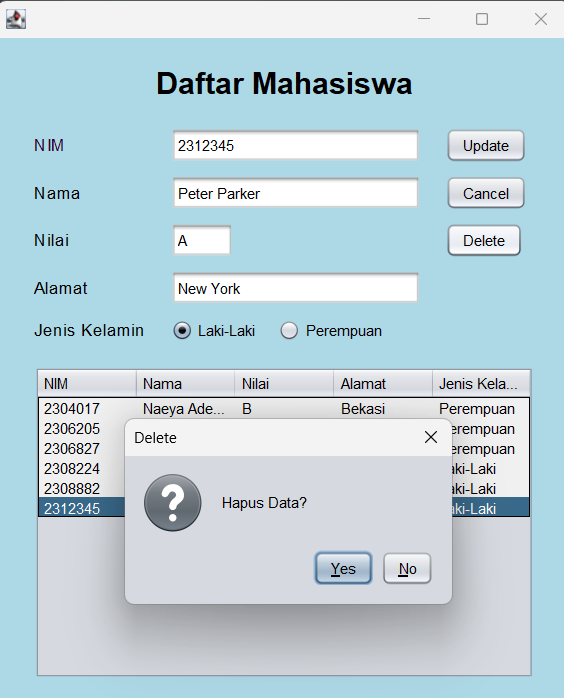 Daftar Mahasiswa
NIM 2312345 Update
Nama Peter Parker Cancel
Nilai A Delete
Alamat New York
Jenis Kelamin Laki-Laki Perempuan
NIM Nama Nilai Alamat Jenis Kela...
2304017 Naeya Ade... B Bekasi Perempuan
2306205 erempuan
2306827 erempuan
2308224 aki-Laki
2308882 aki-Laki
2312345 aki-Laki
Delete
Hapus Data?
Yes No